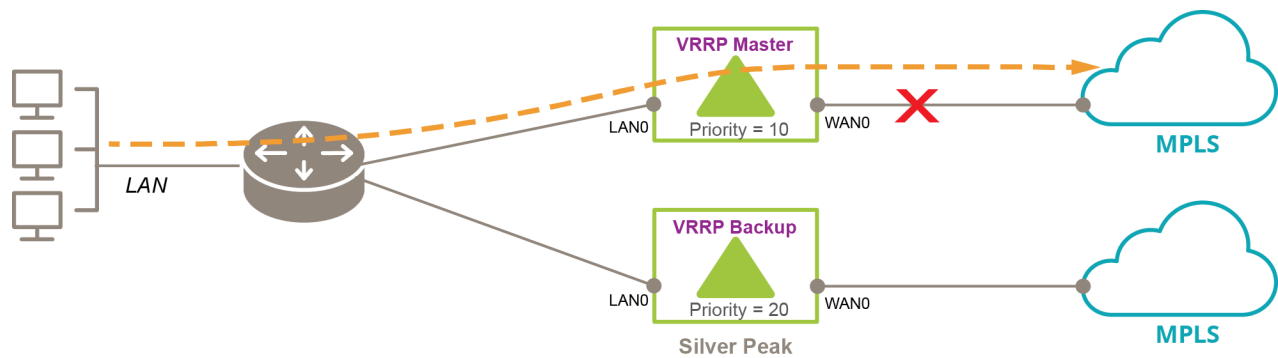 VRRP Master
Priority = 10
LAN0
WAN0
MPLS
LAN
VRRP Backup
Priority = 20
LAN0
WAN0
MPLS
Silver Peak